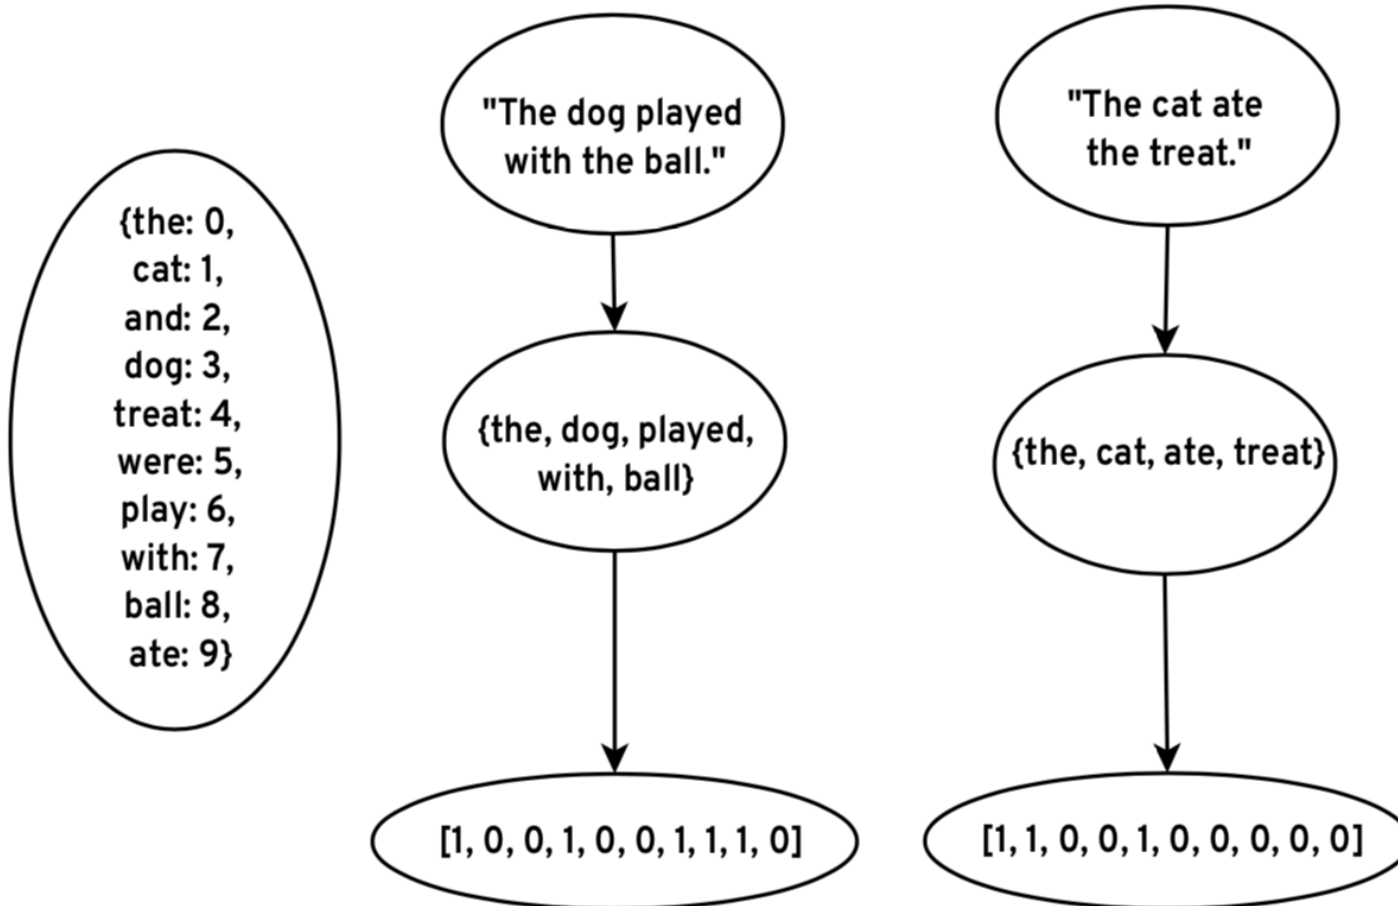 {the: 0,
cat: 1,
and: 2,
dog: 3,
treat: 4,
were: 5,
play: 6,
with: 7,
ball: 8,
ate: 9}
"The dog played
with the ball."
{the, dog, played,
with, ball}
[1, 0, 0, 1, 0, 0, 1, 1, 1, 0]
"The cat ate
the treat."
{the, cat, ate, treat}
[1, 1, 0, 0, 1, 0, 0, 0, 0, 0]